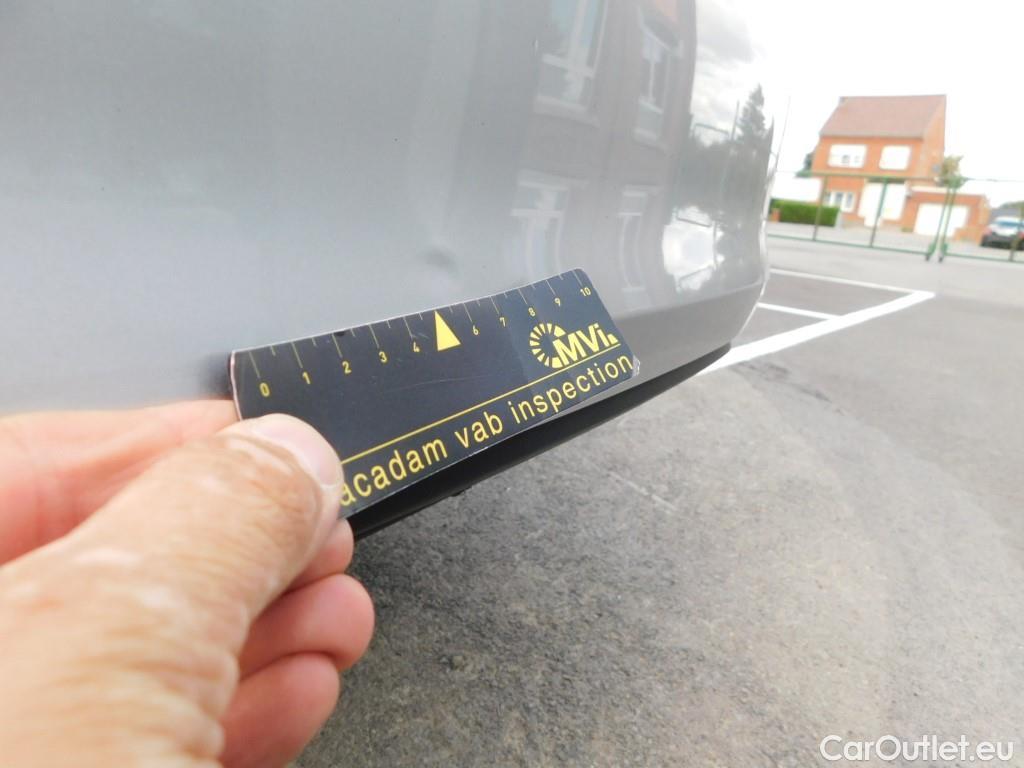 0 1 2 3 4 6 7 8 9 10
MVi
acadam vab inspection
CarOutlet.eu